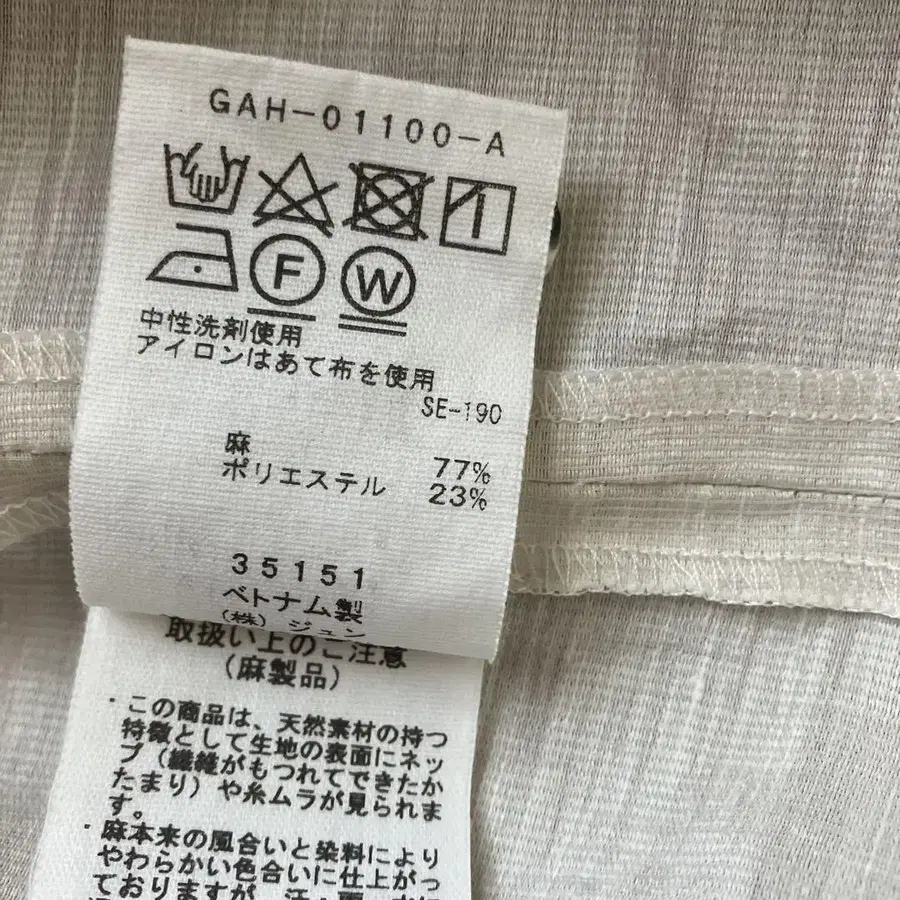 GAH-01100-A
F W
中性洗剤使用
アイロンはあて布を使用
SE-190
麻 77%
ポリエステル 23%
35151
ベトナム製
(株) ジュン
取扱い上のご注意
(麻製品)
・この商品は、天然素材の持つ
特徴として生地の表面にネッ
プ(繊維がもつれてできたか
たまり)や糸ムラが見られま
す。
・麻本来の風合いと染料により
やわらかい色合いに仕上がっ
ておりますが、汗・雨・水に